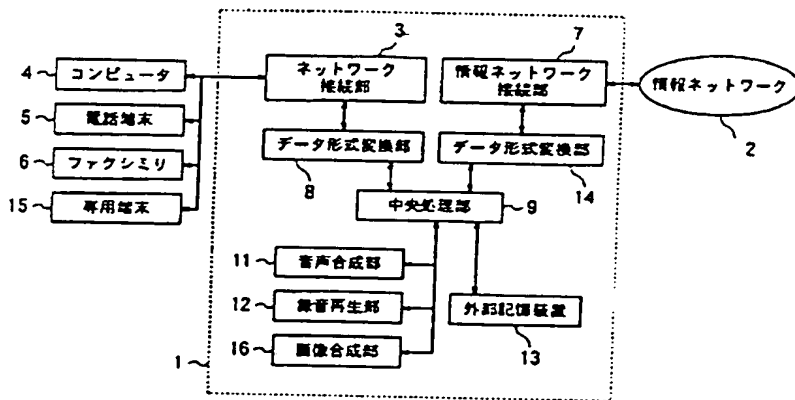 3
7
4
コンピュータ
ネットワーク
接続部
情報ネットワーク
接続部
情報ネットワーク
2
5
電話端末
6
ファクシミリ
データ形式変換部
8
データ形式変換部
14
15
専用端末
中央処理部
9
11
音声合成部
12
録音再生部
外部記憶装置
13
16
画像合成部
1